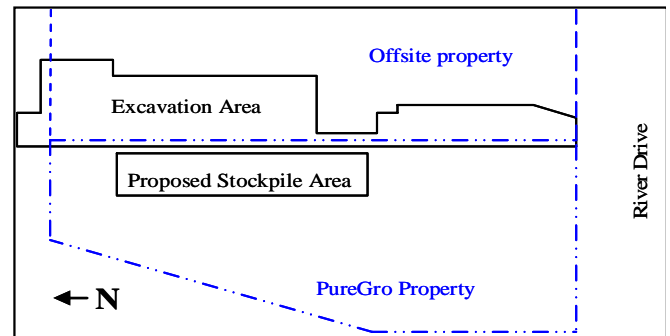 Offsite property
Excavation Area
Proposed Stockpile Area
River Drive
PureGro Property
N